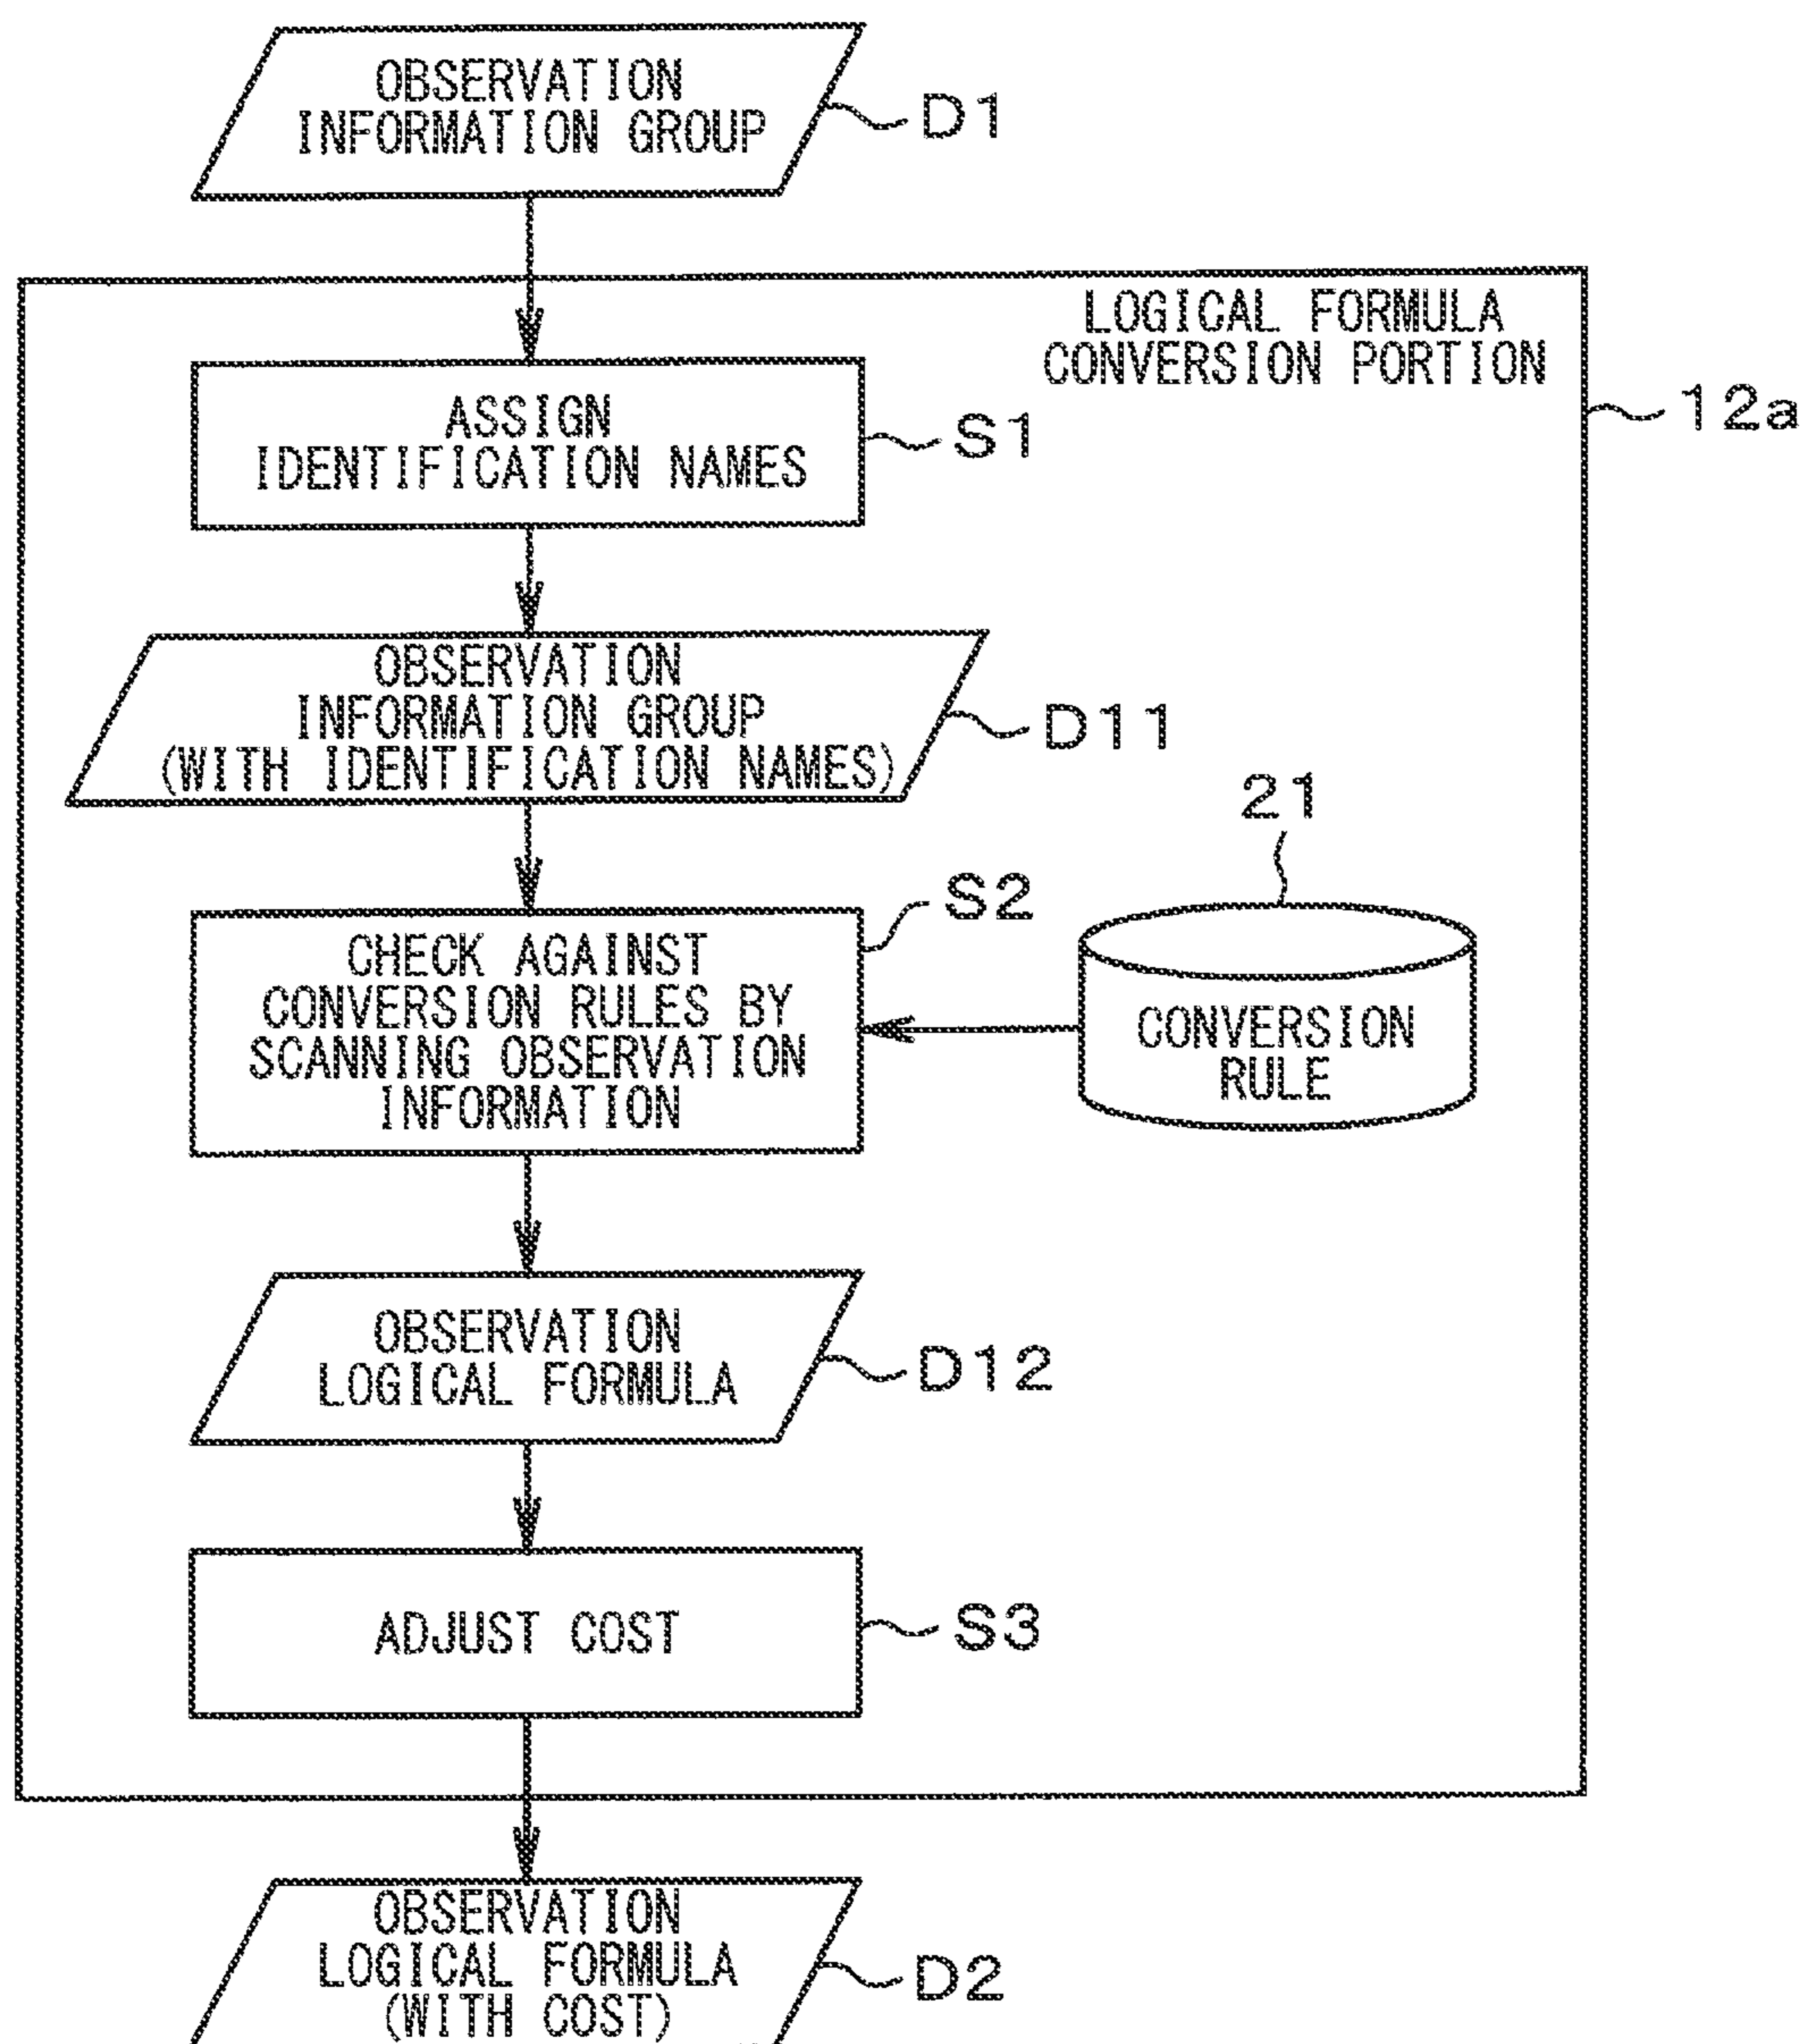 OBSERVATION
INFORMATION GROUP
D1
LOGICAL FORMULA
CONVERSION PORTION
12a
ASSIGN
IDENTIFICATION NAMES
S1
OBSERVATION
INFORMATION GROUP
(WITH IDENTIFICATION NAMES)
D11
21
S2
CHECK AGAINST
CONVERSION RULES BY
SCANNING OBSERVATION
INFORMATION
CONVERSION
RULE
OBSERVATION
LOGICAL FORMULA
D12
ADJUST COST
S3
OBSERVATION
LOGICAL FORMULA
(WITH COST)
D2